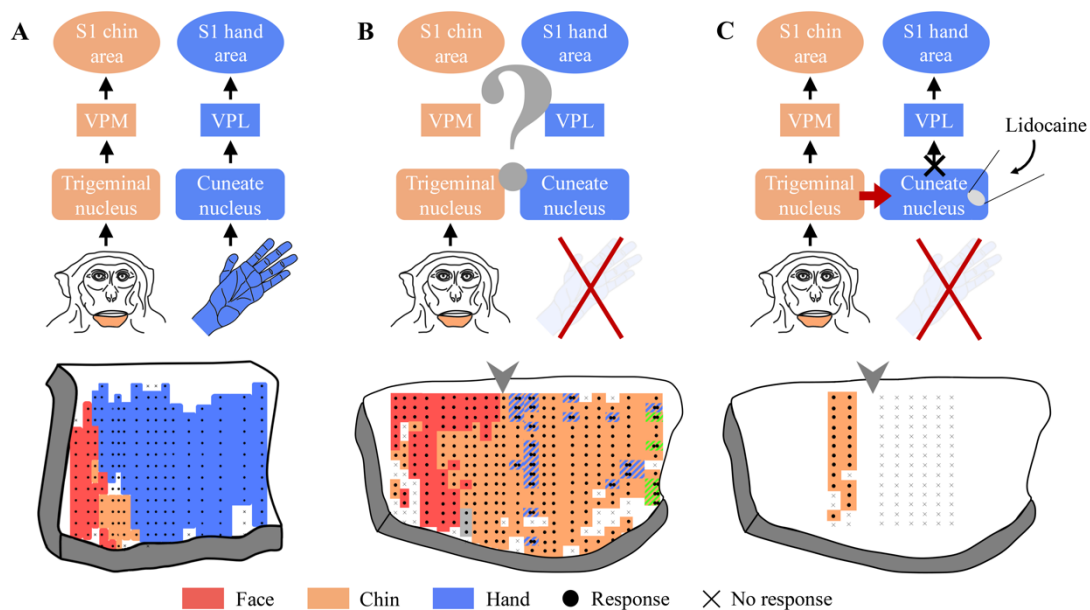 A
S1 chin
area
S1 hand
area
VPM
VPL
Trigeminal
nucleus
Cuneate
nucleus
B
S1 chin
area
S1 hand
area
?
VPM
VPL
Trigeminal
nucleus
Cuneate
nucleus
C
S1 chin
area
S1 hand
area
VPM
VPL
Lidocaine
Trigeminal
nucleus
Cuneate
nucleus
Face
Chin
Hand
Response
No response